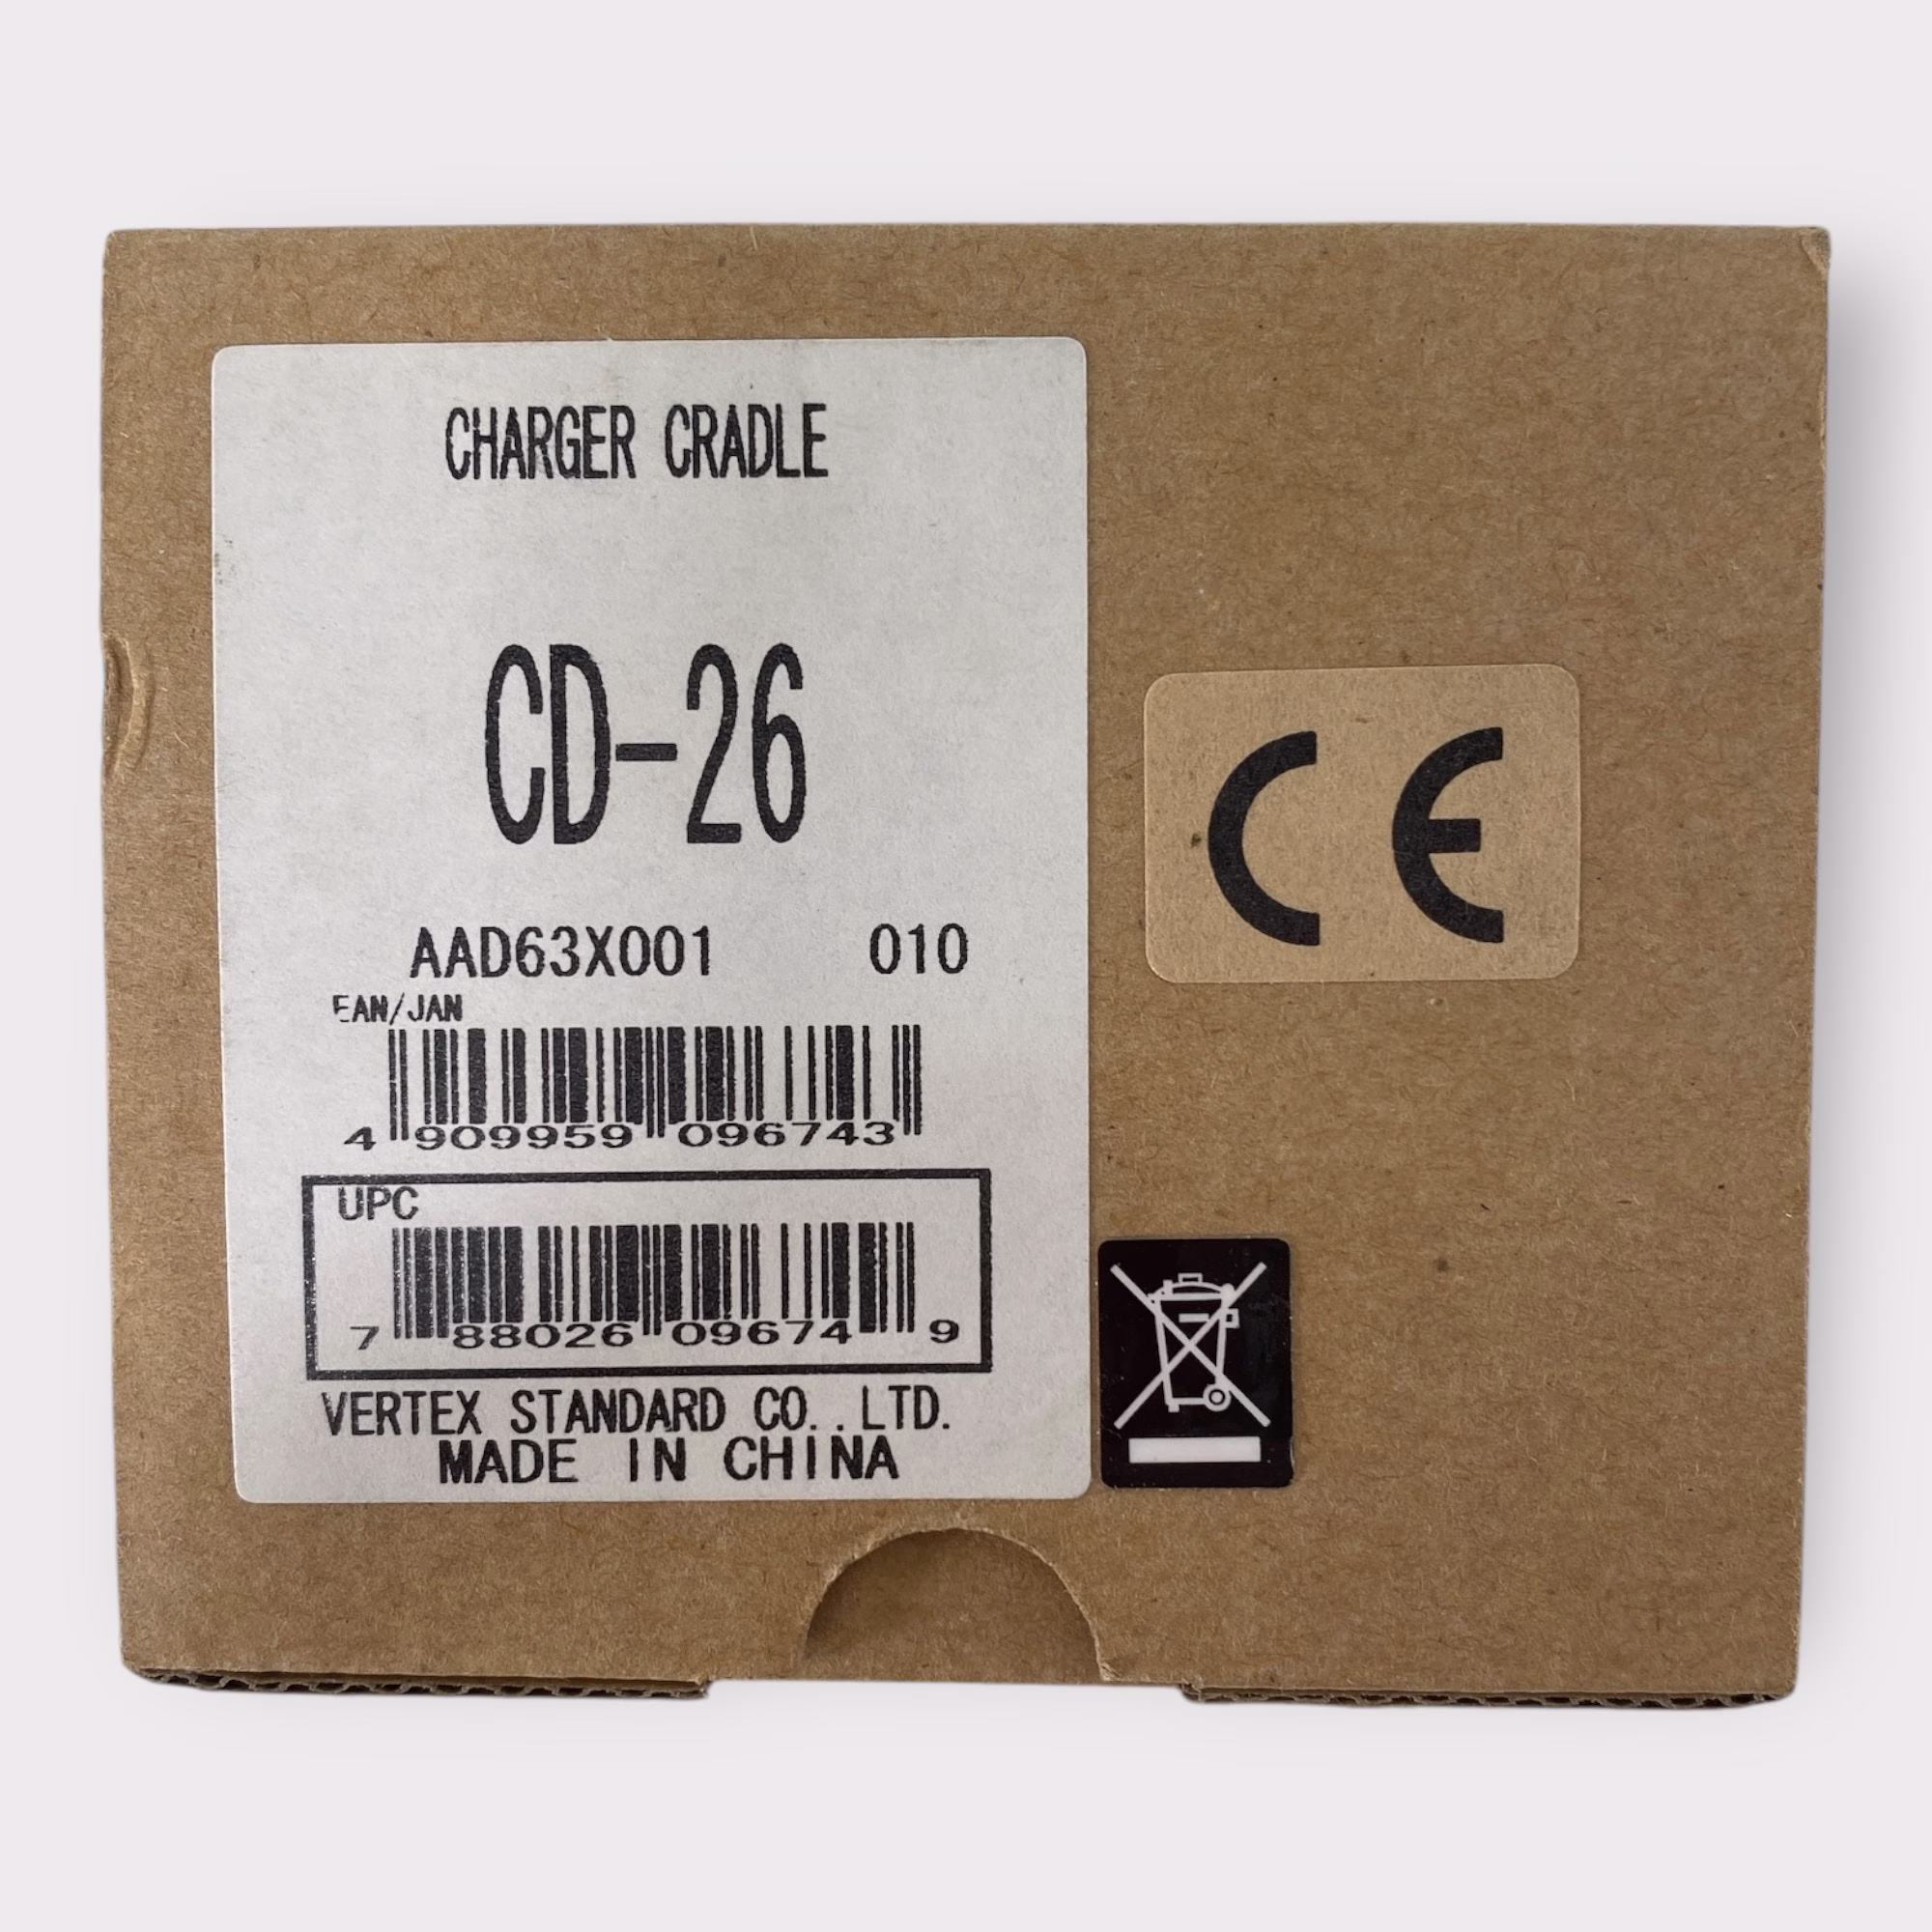 CHARGER CRADLE
CD-26
AAD63X001 010
EAN/JAN
4 909959 096743
UPC
7 88026 09674 9
VERTEX STANDARD CO.,LTD.
MADE IN CHINA
CE